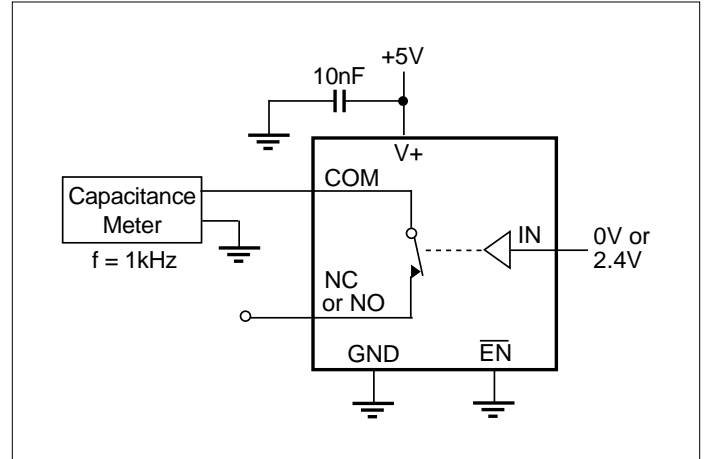 +5V
10nF
V+
COM
Capacitance
Meter
f = 1kHz
IN
0V or
2.4V
NC
or NO
GND
EN